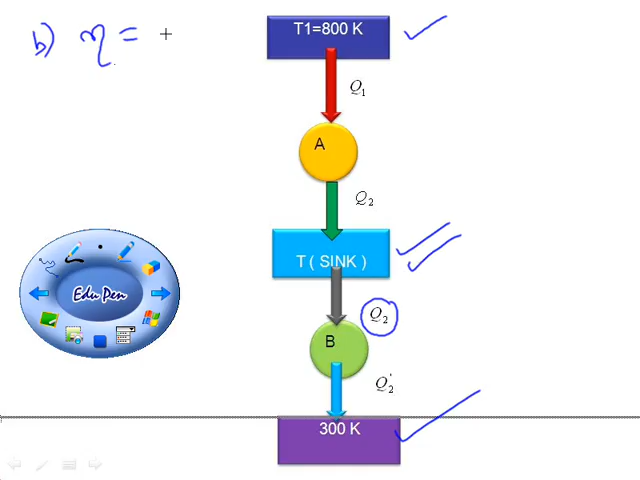 b) η =
T1=800 K
Q₁
A
Q₂
T ( SINK )
Q₂
B
Q₂'
300 K
Edu Pen